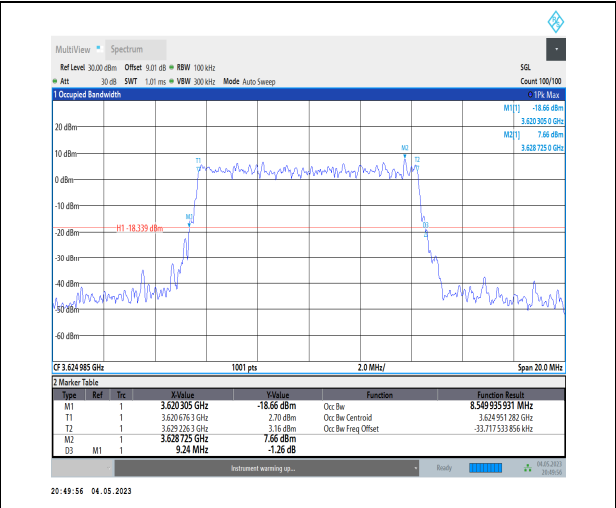 MultiView Spectrum
Ref Level 30.00 dBm Offset 9.01 dB RBW 100 kHz SGL
Att 30 dB SWT 1.01 ms VBW 300 kHz Mode Auto Sweep Count 100/100
1 Occupied Bandwidth 1Pk Max
M1[1] -18.66 dBm
3.620 305 0 GHz
M2[1] 7.66 dBm
3.628 725 0 GHz
20 dBm
10 dBm
M2
T1
T2
0 dBm
-10 dBm
M1
D3
H1 -18.339 dBm
-20 dBm
-30 dBm
-40 dBm
-50 dBm
-60 dBm
CF 3.624 985 GHz 1001 pts 2.0 MHz/ Span 20.0 MHz
2 Marker Table
Type Ref Trc X-Value Y-Value Function Function Result
M1 1 3.620 305 GHz -18.66 dBm Occ Bw 8.549 935 931 MHz
T1 1 3.620 676 3 GHz 2.70 dBm Occ Bw Centroid 3.624 951 282 GHz
T2 1 3.629 226 3 GHz 3.16 dBm Occ Bw Freq Offset -33.717 533 856 kHz
M2 1 3.628 725 GHz 7.66 dBm
D3 M1 1 9.24 MHz -1.26 dB
Instrument warming up... Ready 04.05.2023
20:49:56
20:49:56 04.05.2023